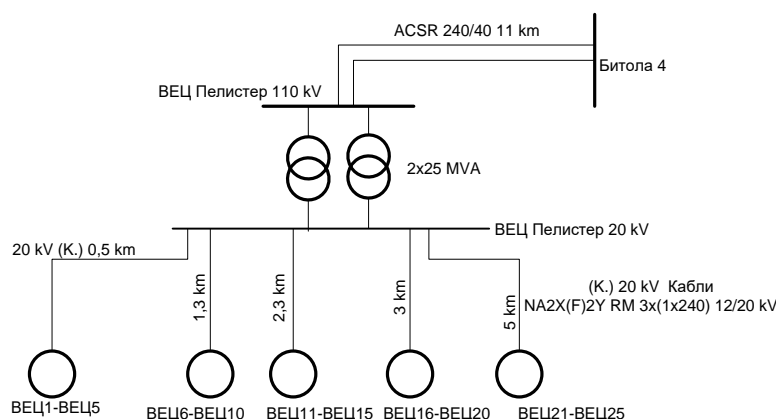 ACSR 240/40 11 km
Битола 4
ВЕЦ Пелистер 110 kV
2x25 MVA
ВЕЦ Пелистер 20 kV
20 kV (К.) 0,5 km
1,3 km
2,3 km
3 km
5 km
(К.) 20 kV Кабли
NA2X(F)2Y RM 3x(1x240) 12/20 kV
ВЕЦ1-ВЕЦ5
ВЕЦ6-ВЕЦ10
ВЕЦ11-ВЕЦ15
ВЕЦ16-ВЕЦ20
ВЕЦ21-ВЕЦ25